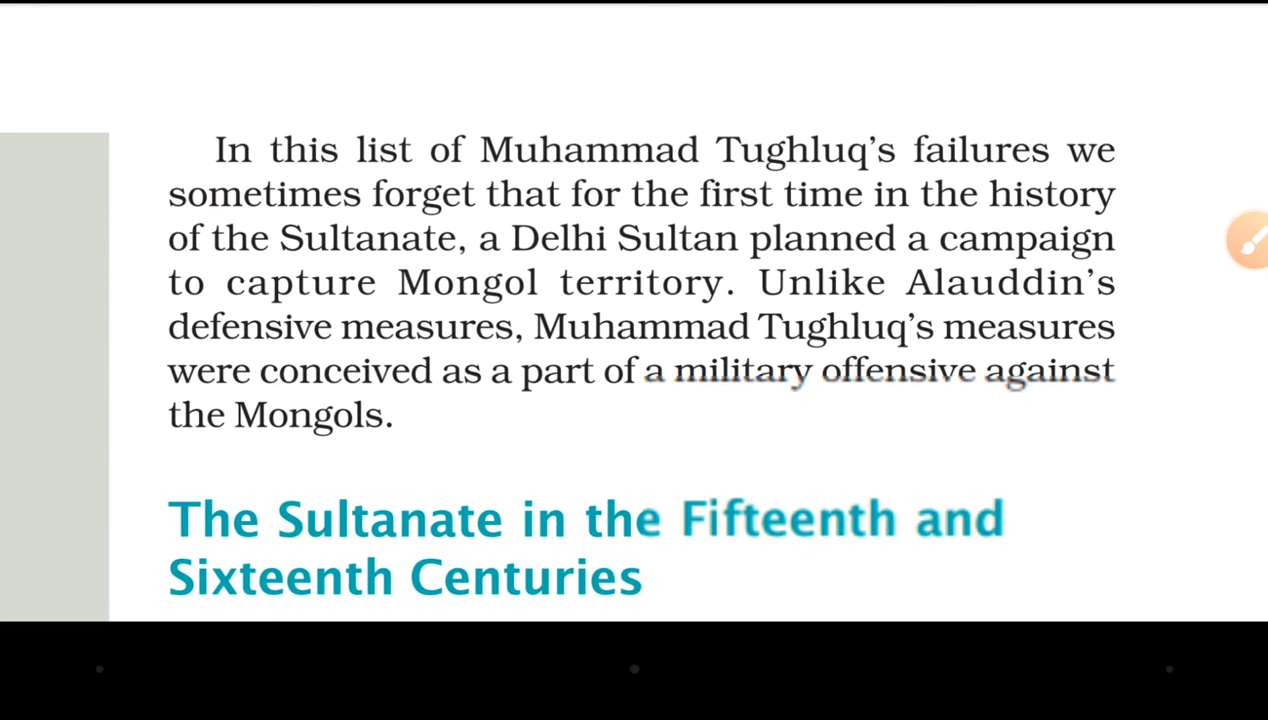 In this list of Muhammad Tughluq's failures we
sometimes forget that for the first time in the history
of the Sultanate, a Delhi Sultan planned a campaign
to capture Mongol territory. Unlike Alauddin's
defensive measures, Muhammad Tughluq's measures
were conceived as a part of a military offensive against
the Mongols.
The Sultanate in the Fifteenth and
Sixteenth Centuries